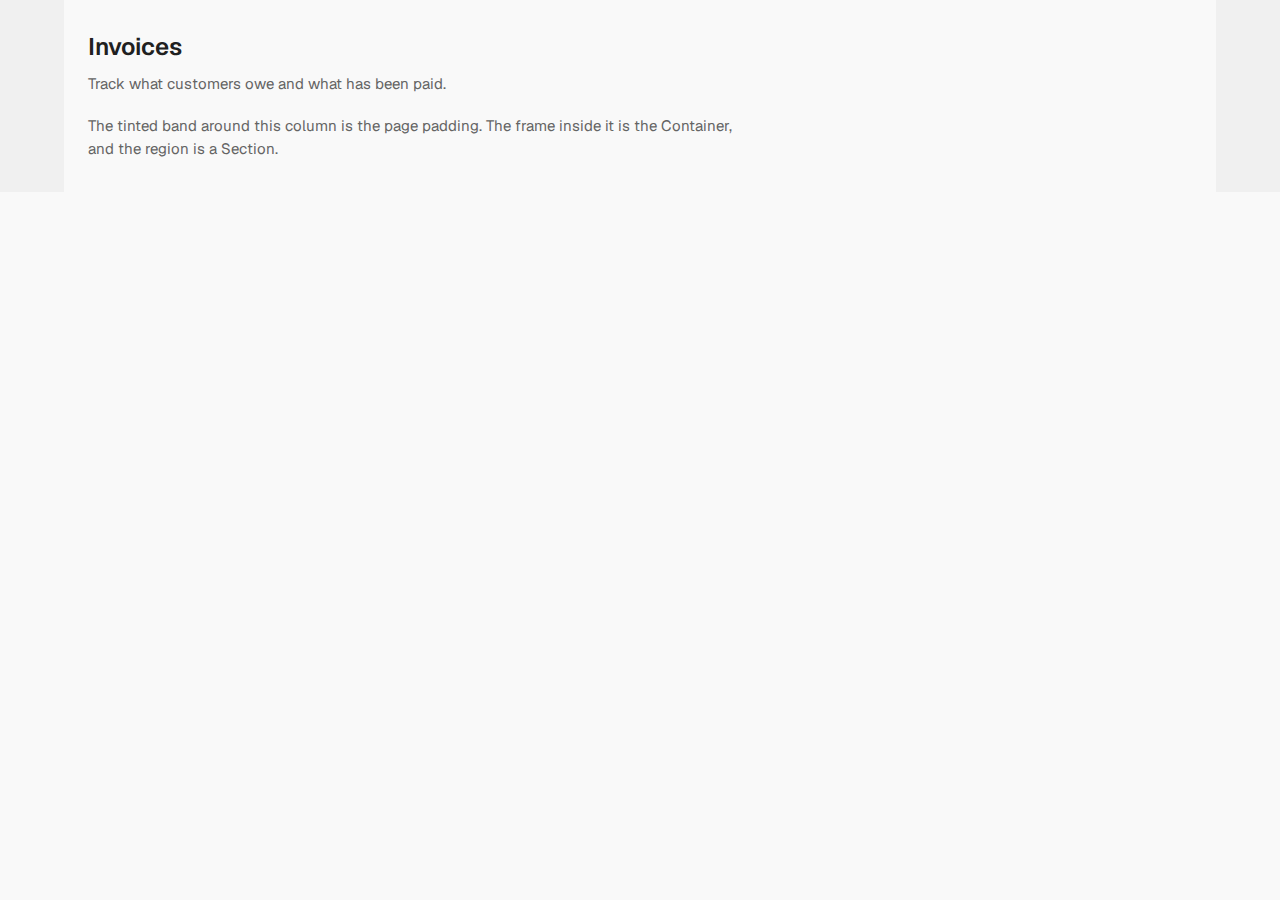 Invoices
Track what customers owe and what has been paid.
The tinted band around this column is the page padding. The frame inside it is the Container,
and the region is a Section.